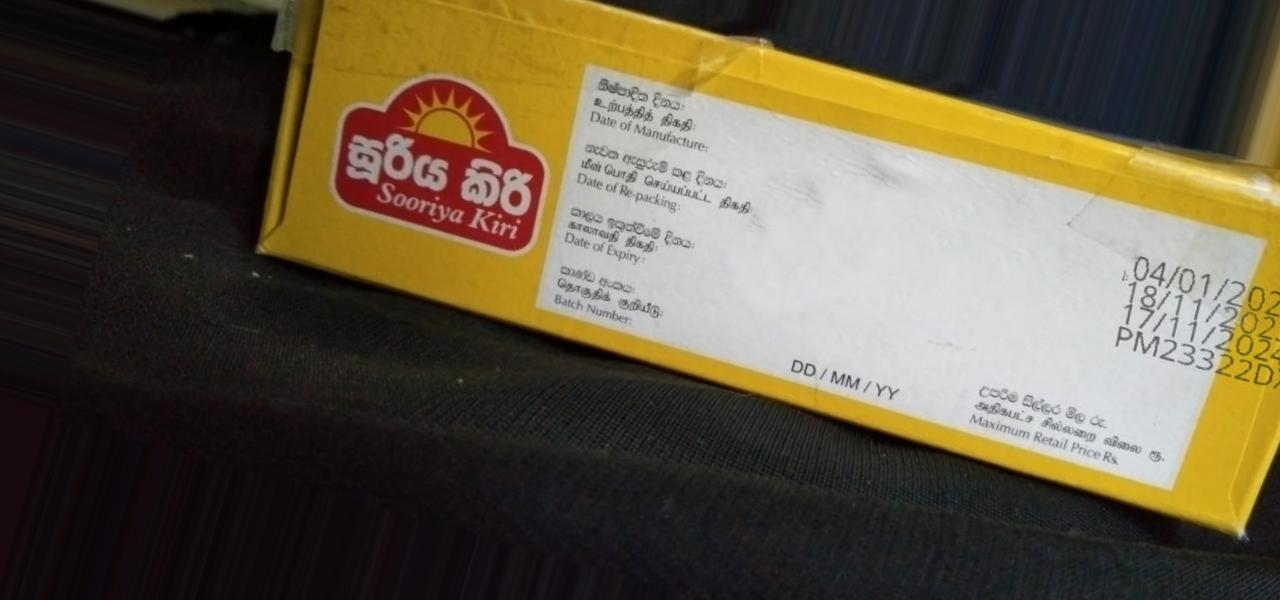 සූරිය කිරි
Sooriya Kiri
නිෂ්පාදිත දිනය:
உற்பத்தித் திகதி:
Date of Manufacture:
නැවත ඇසුරුම් කළ දිනය:
மீள் பொதி செய்யப்பட்ட திகதி:
Date of Re-packing:
කාලය ඉකුත්වීමේ දිනය:
காலாவதி திகதி:
Date of Expiry:
කාණ්ඩ අංකය:
தொகுதிக் குறியீடு:
Batch Number:
04/01/202
18/11/202
17/11/202
PM23322D
DD / MM / YY
උපරිම සිල්ලර මිල රු.
அதிகபட்ச சில்லறை விலை ரூ.
Maximum Retail Price Rs.